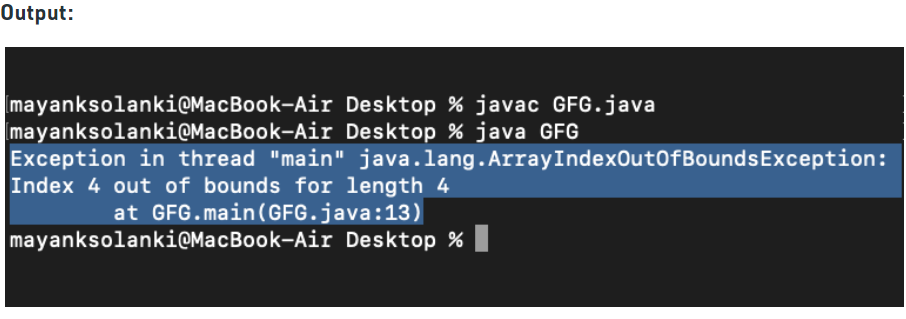 Output:
mayanksolanki@MacBook-Air Desktop % javac GFG.java
mayanksolanki@MacBook-Air Desktop % java GFG
Exception in thread "main" java.lang.ArrayIndexOutOfBoundsException:
Index 4 out of bounds for length 4
        at GFG.main(GFG.java:13)
mayanksolanki@MacBook-Air Desktop %